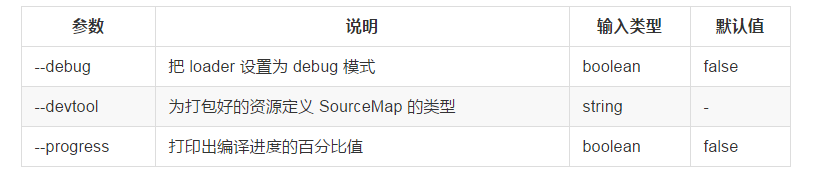 参数 说明 输入类型 默认值
--debug 把 loader 设置为 debug 模式 boolean false
--devtool 为打包好的资源定义 SourceMap 的类型 string -
--progress 打印出编译进度的百分比值 boolean false